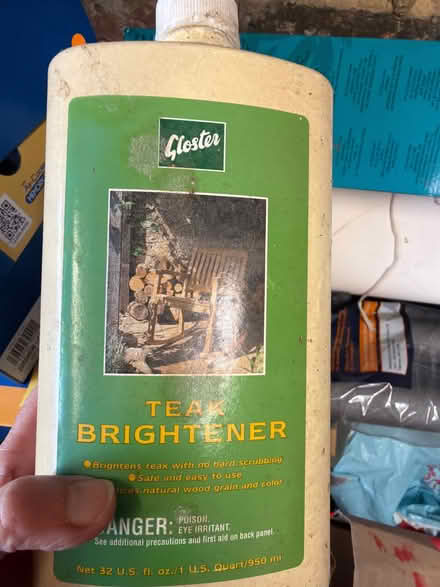 Gloster
TEAK
BRIGHTENER
Brightens teak with no hard scrubbing.
Safe and easy to use
natural wood grain and color
DANGER: POISON.
EYE IRRITANT.
See additional precautions and first aid on back panel.
Net 32 U.S. fl. oz./1 U.S. Quart/950 ml